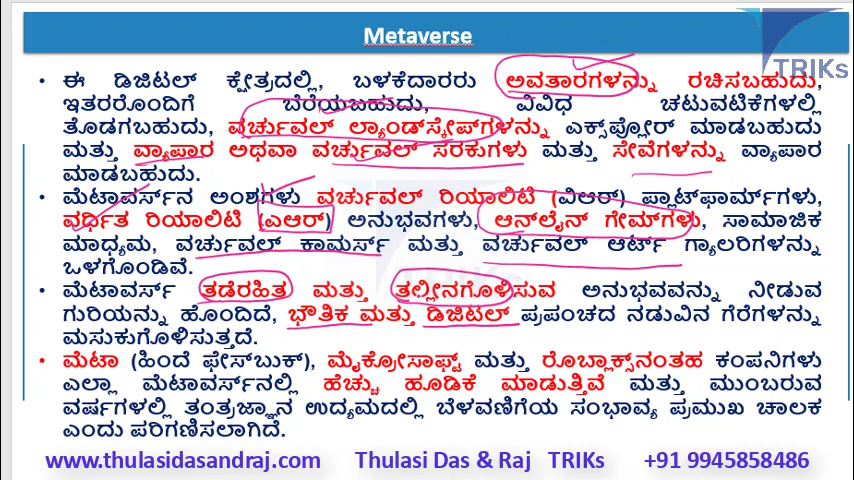 Metaverse
TRIKs
• ಈ ಡಿಜಿಟಲ್ ಕ್ಷೇತ್ರದಲ್ಲಿ, ಬಳಕೆದಾರರು ಅವತಾರಗಳನ್ನು ರಚಿಸಬಹುದು,
ಇತರರೊಂದಿಗೆ ಬೆರೆಯಬಹುದು, ವಿವಿಧ ಚಟುವಟಿಕೆಗಳಲ್ಲಿ
ತೊಡಗಬಹುದು, ವರ್ಚುವಲ್ ಲ್ಯಾಂಡ್‌ಸ್ಕೇಪ್‌ಗಳನ್ನು ಎಕ್ಸ್‌ಪ್ಲೋರ್ ಮಾಡಬಹುದು
ಮತ್ತು ವ್ಯಾಪಾರ ಅಥವಾ ವರ್ಚುವಲ್ ಸರಕುಗಳು ಮತ್ತು ಸೇವೆಗಳನ್ನು ವ್ಯಾಪಾರ
ಮಾಡಬಹುದು.
• ಮೆಟಾವರ್ಸ್‌ನ ಅಂಶಗಳು ವರ್ಚುವಲ್ ರಿಯಾಲಿಟಿ (ವಿಆರ್) ಪ್ಲಾಟ್‌ಫಾರ್ಮ್‌ಗಳು,
ವರ್ಧಿತ ರಿಯಾಲಿಟಿ (ಎಆರ್) ಅನುಭವಗಳು, ಆನ್‌ಲೈನ್ ಗೇಮ್‌ಗಳು, ಸಾಮಾಜಿಕ
ಮಾಧ್ಯಮ, ವರ್ಚುವಲ್ ಕಾಮರ್ಸ್ ಮತ್ತು ವರ್ಚುವಲ್ ಆರ್ಟ್ ಗ್ಯಾಲರಿಗಳನ್ನು
ಒಳಗೊಂಡಿವೆ.
• ಮೆಟಾವರ್ಸ್ ತಡೆರಹಿತ ಮತ್ತು ತಲ್ಲೀನಗೊಳಿಸುವ ಅನುಭವವನ್ನು ನೀಡುವ
ಗುರಿಯನ್ನು ಹೊಂದಿದೆ, ಭೌತಿಕ ಮತ್ತು ಡಿಜಿಟಲ್ ಪ್ರಪಂಚದ ನಡುವಿನ ಗೆರೆಗಳನ್ನು
ಮಸುಕುಗೊಳಿಸುತ್ತದೆ.
• ಮೆಟಾ (ಹಿಂದೆ ಫೇಸ್‌ಬುಕ್), ಮೈಕ್ರೋಸಾಫ್ಟ್ ಮತ್ತು ರೊಬ್ಲಾಕ್ಸ್‌ನಂತಹ ಕಂಪನಿಗಳು
ಎಲ್ಲಾ ಮೆಟಾವರ್ಸ್‌ನಲ್ಲಿ ಹೆಚ್ಚು ಹೂಡಿಕೆ ಮಾಡುತ್ತಿವೆ ಮತ್ತು ಮುಂಬರುವ
ವರ್ಷಗಳಲ್ಲಿ ತಂತ್ರಜ್ಞಾನ ಉದ್ಯಮದಲ್ಲಿ ಬೆಳವಣಿಗೆಯ ಸಂಭಾವ್ಯ ಪ್ರಮುಖ ಚಾಲಕ
ಎಂದು ಪರಿಗಣಿಸಲಾಗಿದೆ.
www.thulasidasandraj.com Thulasi Das & Raj TRIKs +91 9945858486